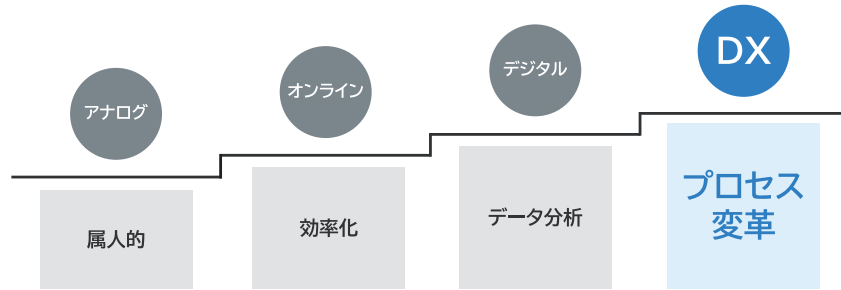 アナログ
オンライン
デジタル
DX
属人的
効率化
データ分析
プロセス
変革